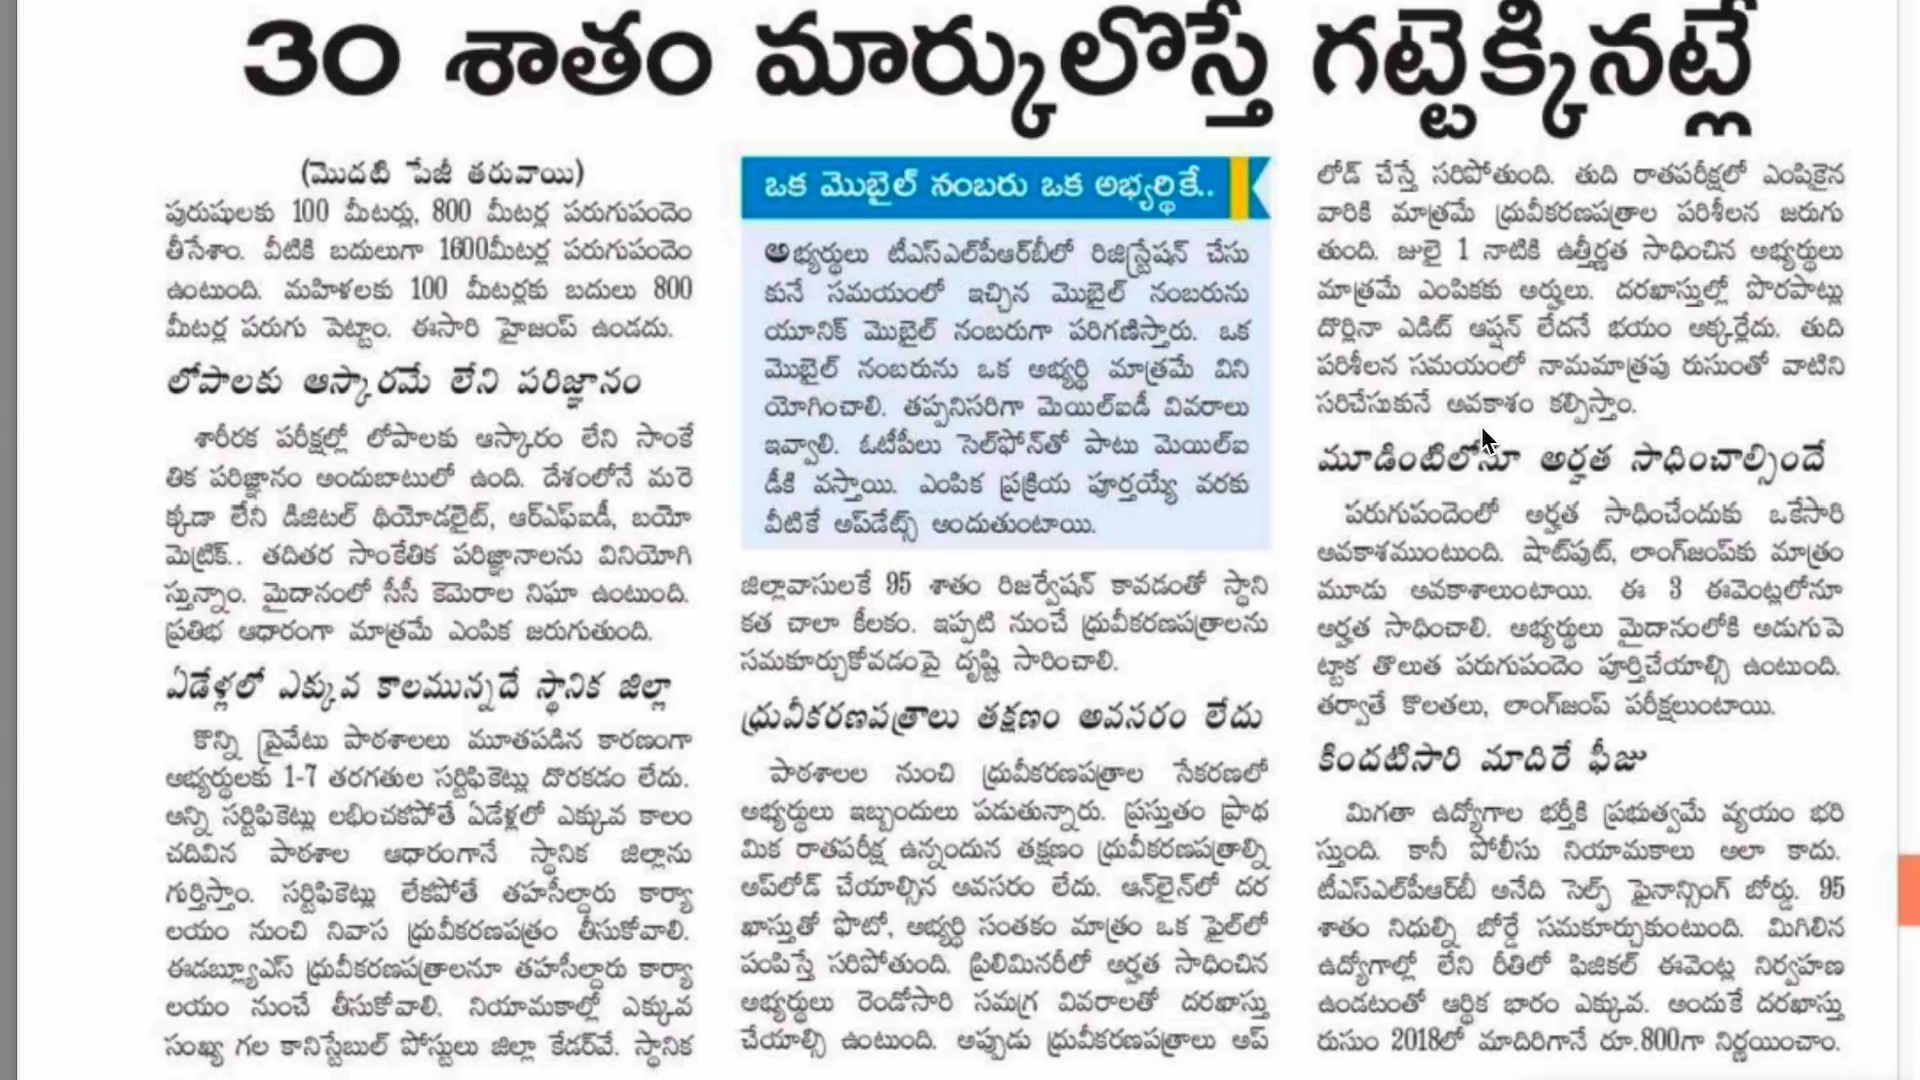 30 శాతం మార్కులొస్తే గట్టెక్కినట్లే
(మొదటి పేజీ తరువాయి)
పురుషులకు 100 మీటర్లు, 800 మీటర్ల పరుగుపందెం
తీసేశాం. వీటికి బదులుగా 1600మీటర్ల పరుగుపందెం
ఉంటుంది. మహిళలకు 100 మీటర్లకు బదులు 800
మీటర్ల పరుగు పెట్టాం. ఈసారి హైజంప్ ఉండదు.
లోపాలకు ఆస్కారమే లేని పరిజ్ఞానం
శారీరక పరీక్షల్లో లోపాలకు ఆస్కారం లేని సాంకే
తిక పరిజ్ఞానం అందుబాటులో ఉంది. దేశంలోనే మరె
క్కడా లేని డిజిటల్ థియోడలైట్, ఆర్ఎఫ్ఐడీ, బయో
మెట్రిక్.. తదితర సాంకేతిక పరిజ్ఞానాలను వినియోగి
స్తున్నాం. మైదానంలో సీసీ కెమెరాల నిఘా ఉంటుంది.
ప్రతిభ ఆధారంగా మాత్రమే ఎంపిక జరుగుతుంది.
ఏడేళ్లలో ఎక్కువ కాలమున్నదే స్థానిక జిల్లా
కొన్ని ప్రైవేటు పాఠశాలలు మూతపడిన కారణంగా
అభ్యర్థులకు 1-7 తరగతుల సర్టిఫికెట్లు దొరకడం లేదు.
అన్ని సర్టిఫికెట్లు లభించకపోతే ఏడేళ్లలో ఎక్కువ కాలం
చదివిన పాఠశాల ఆధారంగానే స్థానిక జిల్లాను
గుర్తిస్తాం. సర్టిఫికెట్లు లేకపోతే తహసీల్దారు కార్యా
లయం నుంచి నివాస ధ్రువీకరణపత్రం తీసుకోవాలి.
ఈడబ్ల్యూఎస్ ధ్రువీకరణపత్రాలనూ తహసీల్దారు కార్యా
లయం నుంచే తీసుకోవాలి. నియామకాల్లో ఎక్కువ
సంఖ్య గల కానిస్టేబుల్ పోస్టులు జిల్లా కేడర్‌వే. స్థానిక
ఒక మొబైల్ నంబరు ఒక అభ్యర్థికే..
అభ్యర్థులు టీఎస్ఎల్‌పీఆర్‌బీలో రిజిస్ట్రేషన్ చేసు
కునే సమయంలో ఇచ్చిన మొబైల్ నంబరును
యూనిక్ మొబైల్ నంబరుగా పరిగణిస్తారు. ఒక
మొబైల్ నంబరును ఒక అభ్యర్థి మాత్రమే విని
యోగించాలి. తప్పనిసరిగా మెయిల్ఐడీ వివరాలు
ఇవ్వాలి. ఓటీపీలు సెల్‌ఫోన్‌తో పాటు మెయిల్ఐ
డీకి వస్తాయి. ఎంపిక ప్రక్రియ పూర్తయ్యే వరకు
వీటికే అప్‌డేట్స్ అందుతుంటాయి.
జిల్లావాసులకే 95 శాతం రిజర్వేషన్ కావడంతో స్థాని
కత చాలా కీలకం. ఇప్పటి నుంచే ధ్రువీకరణపత్రాలను
సమకూర్చుకోవడంపై దృష్టి సారించాలి.
ధ్రువీకరణపత్రాలు తక్షణం అవసరం లేదు
పాఠశాలల నుంచి ధ్రువీకరణపత్రాల సేకరణలో
అభ్యర్థులు ఇబ్బందులు పడుతున్నారు. ప్రస్తుతం ప్రాథ
మిక రాతపరీక్ష ఉన్నందున తక్షణం ధ్రువీకరణపత్రాల్ని
అప్‌లోడ్ చేయాల్సిన అవసరం లేదు. ఆన్‌లైన్‌లో దర
ఖాస్తుతో ఫొటో, అభ్యర్థి సంతకం మాత్రం ఒక ఫైల్‌లో
పంపిస్తే సరిపోతుంది. ప్రిలిమినరీలో అర్హత సాధించిన
అభ్యర్థులు రెండోసారి సమగ్ర వివరాలతో దరఖాస్తు
చేయాల్సి ఉంటుంది. అప్పుడు ధ్రువీకరణపత్రాలు అప్
లోడ్ చేస్తే సరిపోతుంది. తుది రాతపరీక్షలో ఎంపికైన
వారికి మాత్రమే ధ్రువీకరణపత్రాల పరిశీలన జరుగు
తుంది. జులై 1 నాటికి ఉత్తీర్ణత సాధించిన అభ్యర్థులు
మాత్రమే ఎంపికకు అర్హులు. దరఖాస్తుల్లో పొరపాట్లు
దొర్లినా ఎడిట్ ఆప్షన్ లేదనే భయం అక్కర్లేదు. తుది
పరిశీలన సమయంలో నామమాత్రపు రుసుంతో వాటిని
సరిచేసుకునే అవకాశం కల్పిస్తాం.
మూడింటిలోనూ అర్హత సాధించాల్సిందే
పరుగుపందెంలో అర్హత సాధించేందుకు ఒకేసారి
అవకాశముంటుంది. షాట్‌పుట్, లాంగ్‌జంప్‌కు మాత్రం
మూడు అవకాశాలుంటాయి. ఈ 3 ఈవెంట్లలోనూ
అర్హత సాధించాలి. అభ్యర్థులు మైదానంలోకి అడుగుపె
ట్టాక తొలుత పరుగుపందెం పూర్తిచేయాల్సి ఉంటుంది.
తర్వాతే కొలతలు, లాంగ్‌జంప్ పరీక్షలుంటాయి.
కిందటిసారి మాదిరే ఫీజు
మిగతా ఉద్యోగాల భర్తీకి ప్రభుత్వమే వ్యయం భరి
స్తుంది. కానీ పోలీసు నియామకాలు అలా కాదు.
టీఎస్ఎల్‌పీఆర్‌బీ అనేది సెల్ఫ్ ఫైనాన్సింగ్ బోర్డు. 95
శాతం నిధుల్ని బోర్డే సమకూర్చుకుంటుంది. మిగిలిన
ఉద్యోగాల్లో లేని రీతిలో ఫిజికల్ ఈవెంట్ల నిర్వహణ
ఉండటంతో ఆర్థిక భారం ఎక్కువ. అందుకే దరఖాస్తు
రుసుం 2018లో మాదిరిగానే రూ.800గా నిర్ణయించాం.